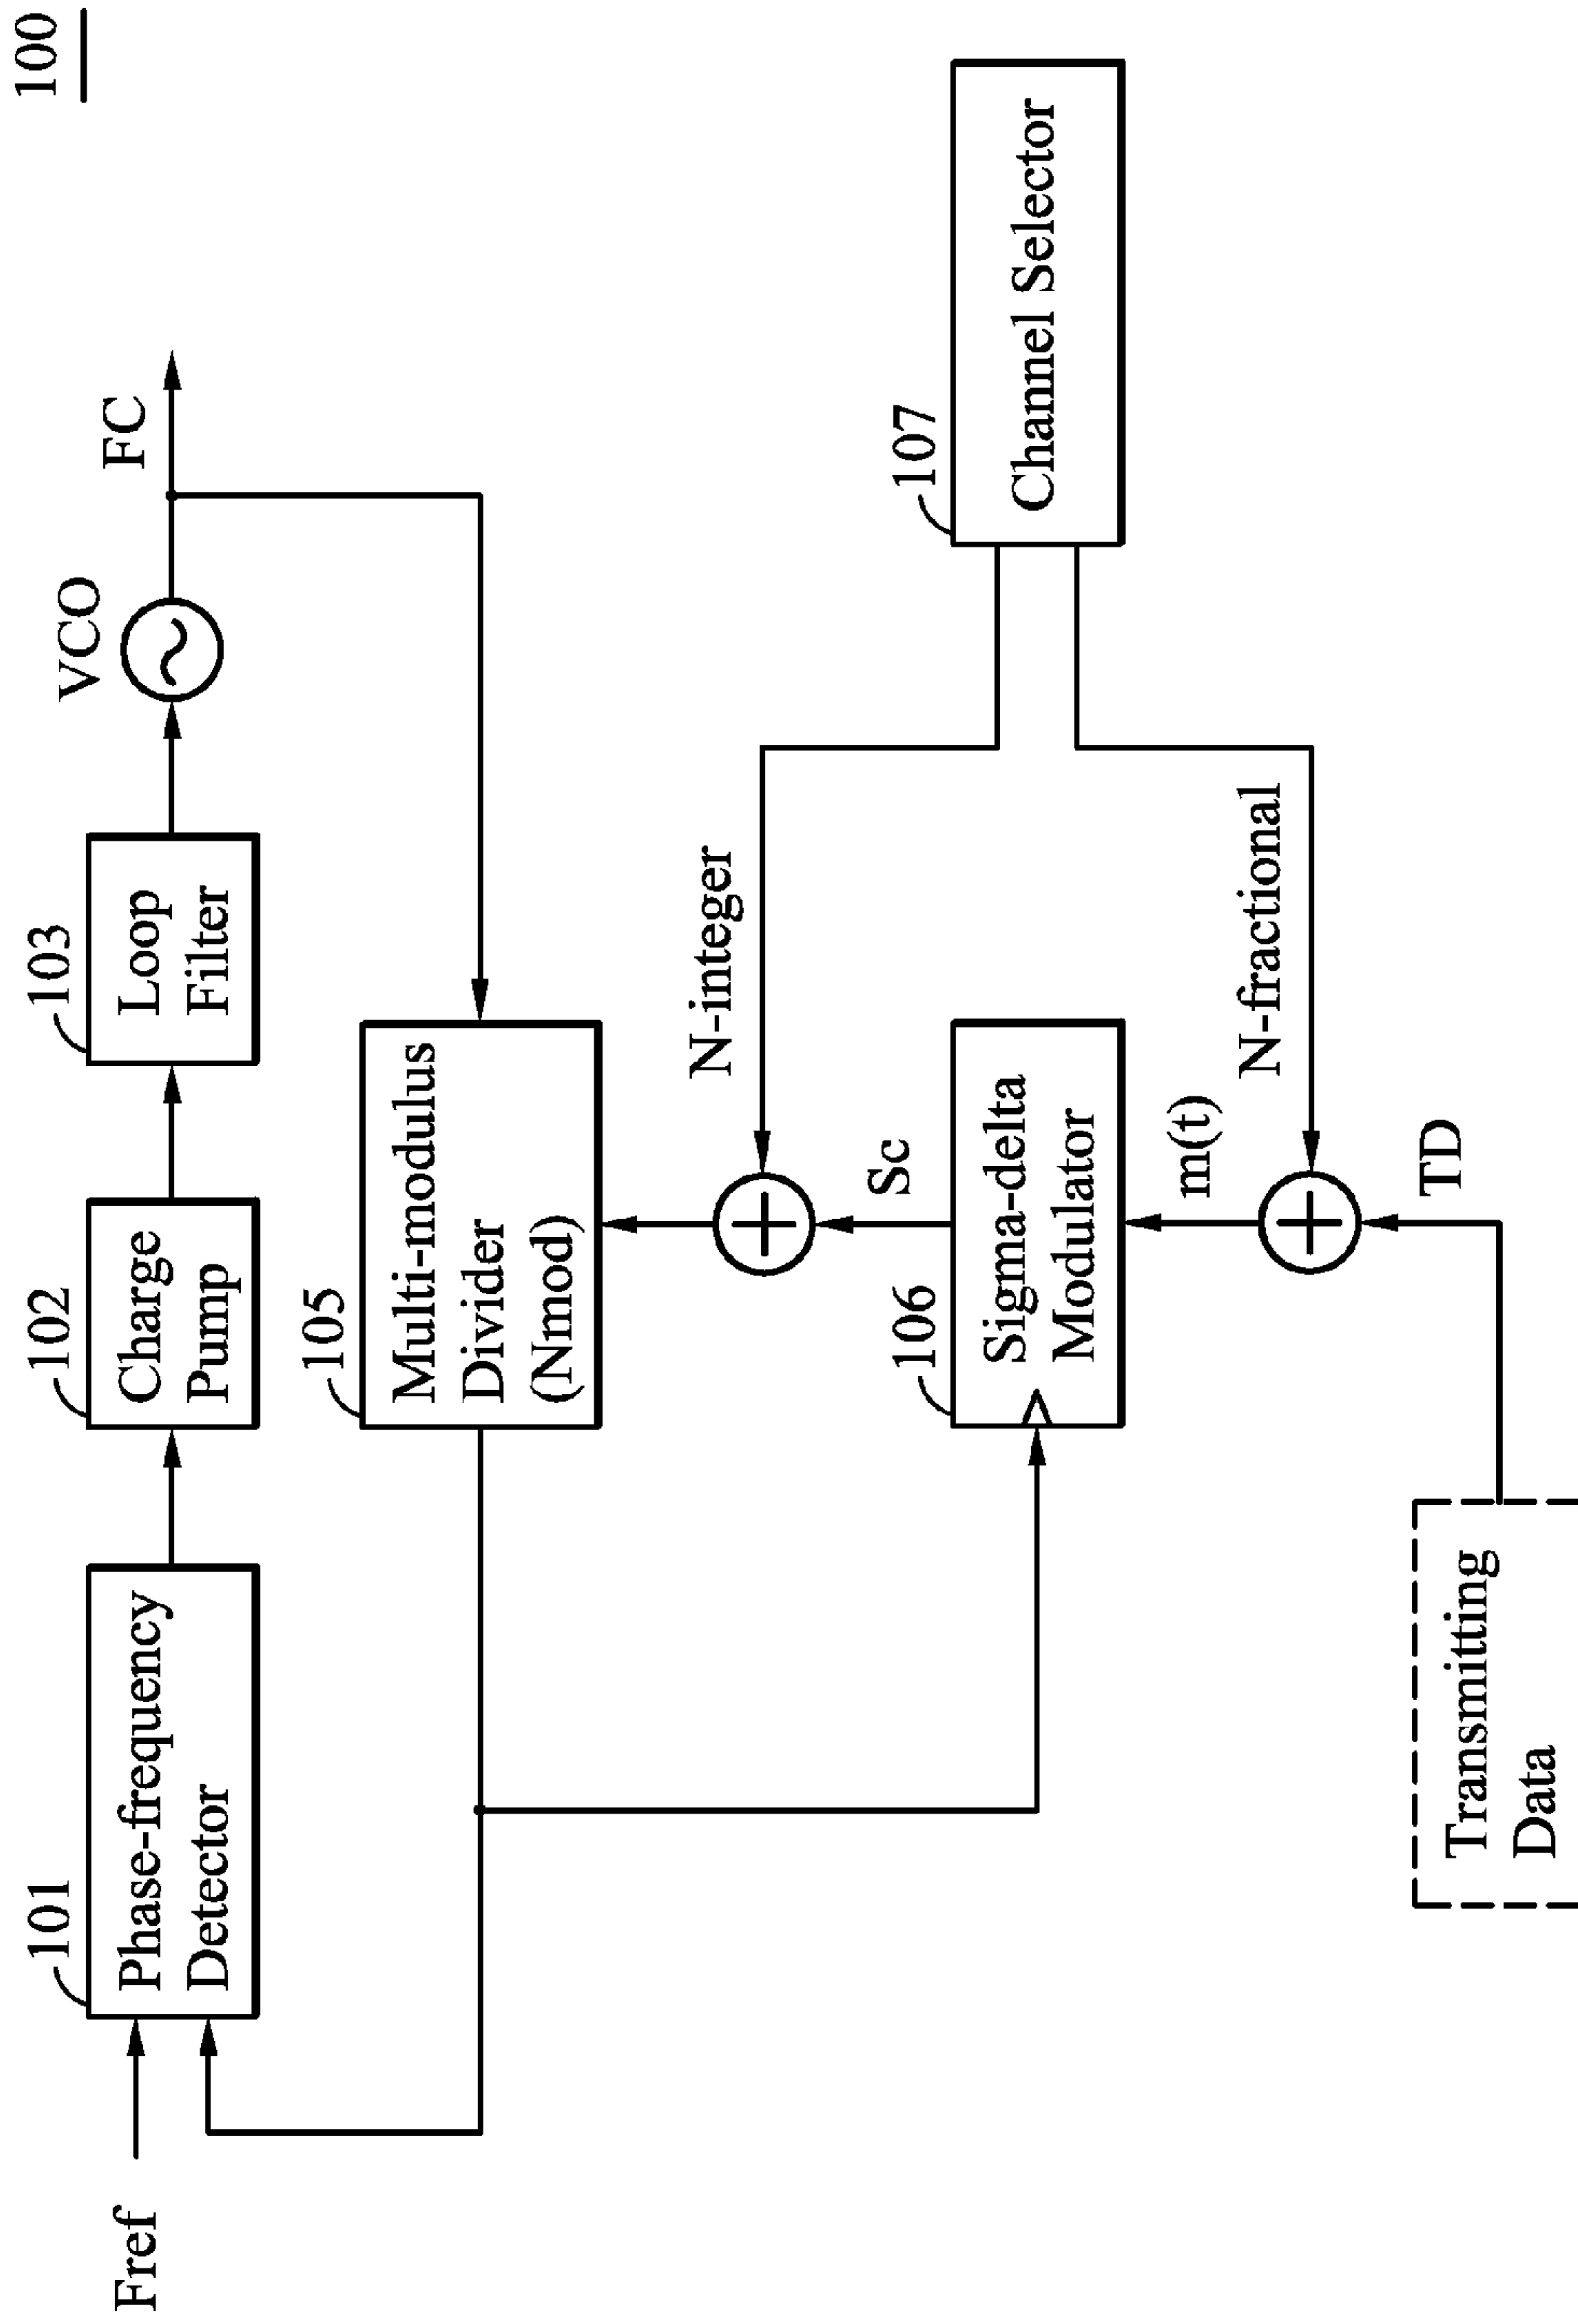 100
101
102
103
VCO
FC
Fref
Phase-frequency
Detector
Charge
Pump
Loop
Filter
105
Multi-modulus
Divider
(Nmod)
N-integer
107
Channel Selector
Sc
106
Sigma-delta
Modulator
m(t)
N-fractional
TD
Transmitting
Data